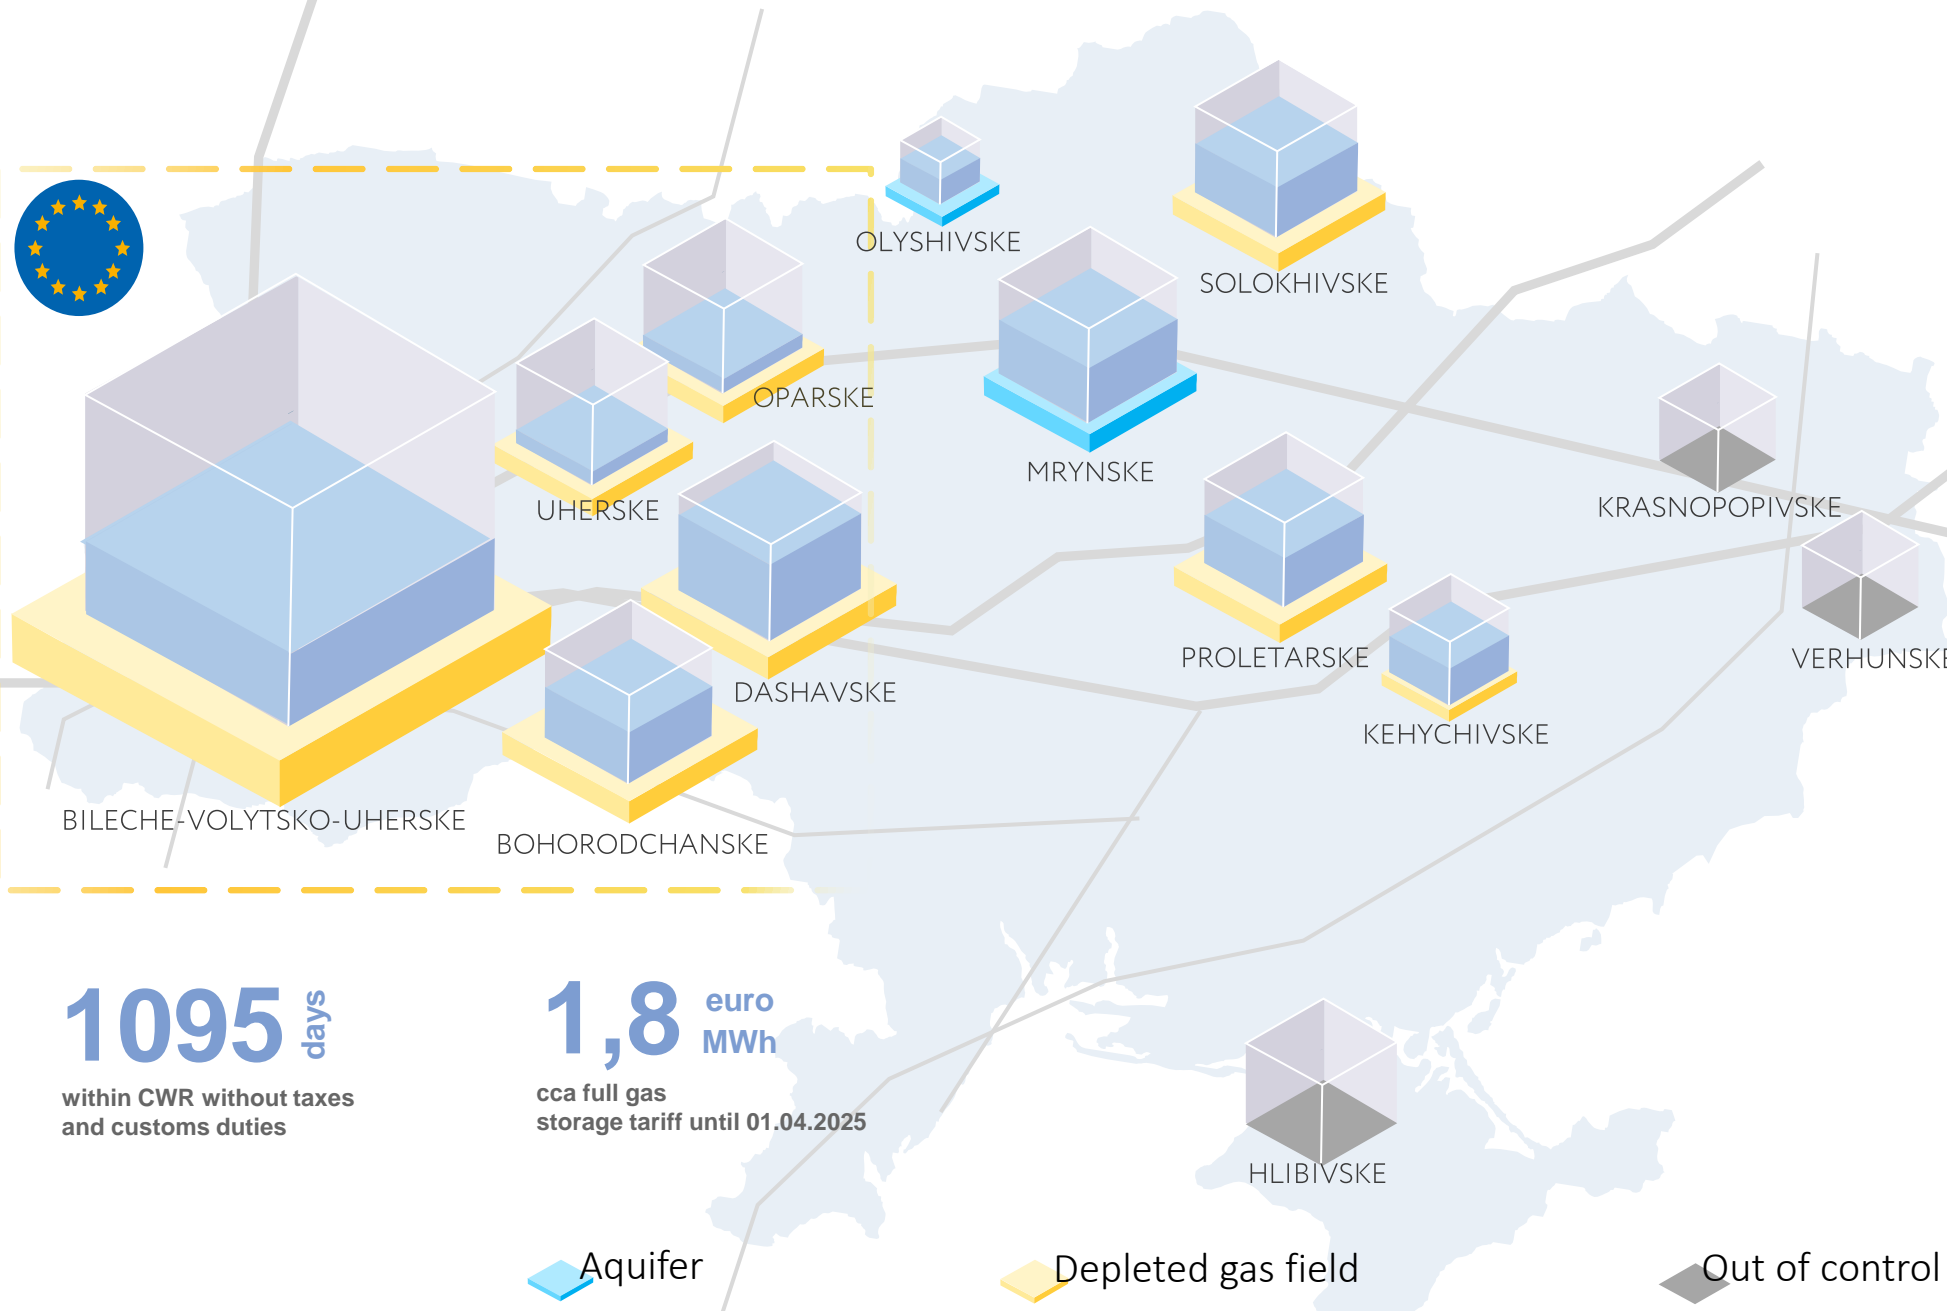 OLYSHIVSKE
SOLOKHIVSKE
OPARSKE
MRYNSKE
UHERSKE
KRASNOPOPIVSKE
PROLETARSKE
VERHUNSKE
DASHAVSKE
KEHYCHIVSKE
BILECHE-VOLYTSKO-UHERSKE
BOHORODCHANSKE
1095 days
within CWR without taxes
and customs duties
1,8 euro
MWh
cca full gas
storage tariff until 01.04.2025
HLIBIVSKE
Aquifer
Depleted gas field
Out of control